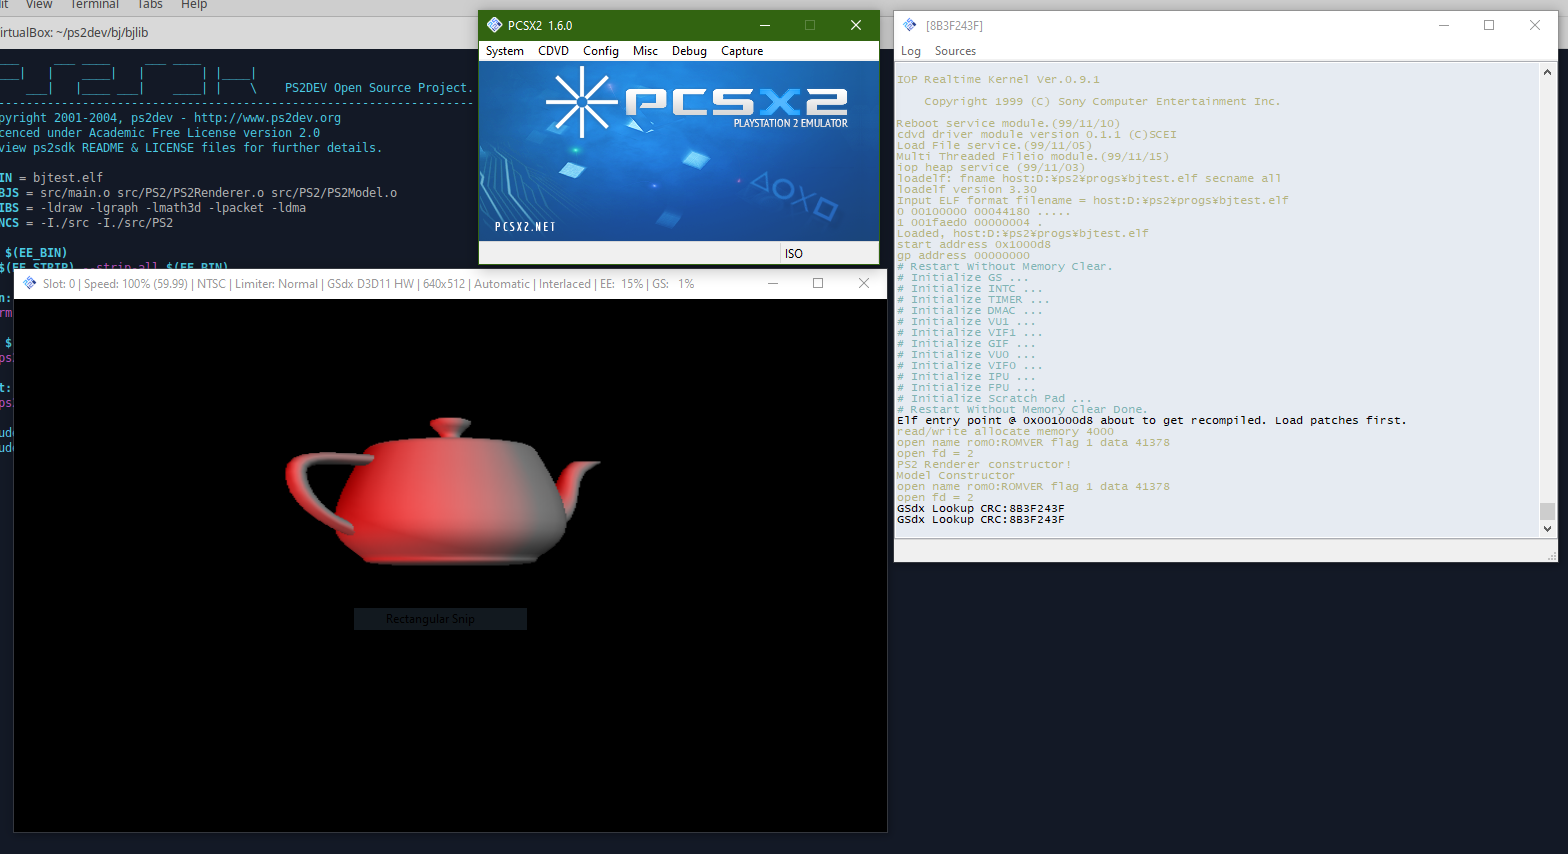 dit View Terminal Tabs Help
irtualBox: ~/ps2dev/bj/bjlib
PS2DEV Open Source Project.
pyright 2001-2004, ps2dev - http://www.ps2dev.org
cenced under Academic Free License version 2.0
view ps2sdk README & LICENSE files for further details.
IN = bjtest.elf
BJS = src/main.o src/PS2/PS2Renderer.o src/PS2/PS2Model.o
IBS = -ldraw -lgraph -lmath3d -lpacket -ldma
NCS = -I./src -I./src/PS2
$(EE_BIN)
$(EE_STRIP) --strip-all $(EE_BIN)
n:
rm
$
ps
t:
ps
ude
ude
PCSX2 1.6.0
System CDVD Config Misc Debug Capture
PCSX2
PLAYSTATION 2 EMULATOR
PCSX2.NET
ISO
Slot: 0 | Speed: 100% (59.99) | NTSC | Limiter: Normal | GSdx D3D11 HW | 640x512 | Automatic | Interlaced | EE: 15% | GS: 1%
Rectangular Snip
[8B3F243F]
Log Sources
IOP Realtime Kernel Ver.0.9.1
Copyright 1999 (C) Sony Computer Entertainment Inc.
Reboot service module.(99/11/10)
cdvd driver module version 0.1.1 (C)SCEI
Load File service.(99/11/05)
Multi Threaded Fileio module.(99/11/15)
iop heap service (99/11/03)
loadelf: fname host:D:¥ps2¥progs¥bjtest.elf secname all
loadelf version 3.30
Input ELF format filename = host:D:¥ps2¥progs¥bjtest.elf
0 00100000 00044180 .....
1 001faed0 00000004 .
Loaded, host:D:¥ps2¥progs¥bjtest.elf
start address 0x1000d8
gp address 00000000
# Restart Without Memory Clear.
# Initialize GS ...
# Initialize INTC ...
# Initialize TIMER ...
# Initialize DMAC ...
# Initialize VU1 ...
# Initialize VIF1 ...
# Initialize GIF ...
# Initialize VU0 ...
# Initialize VIF0 ...
# Initialize IPU ...
# Initialize FPU ...
# Initialize Scratch Pad ...
# Restart Without Memory Clear Done.
Elf entry point @ 0x001000d8 about to get recompiled. Load patches first.
read/write allocate memory 4000
open name rom0:ROMVER flag 1 data 41378
open fd = 2
PS2 Renderer constructor!
Model Constructor
open name rom0:ROMVER flag 1 data 41378
open fd = 2
GSdx Lookup CRC:8B3F243F
GSdx Lookup CRC:8B3F243F